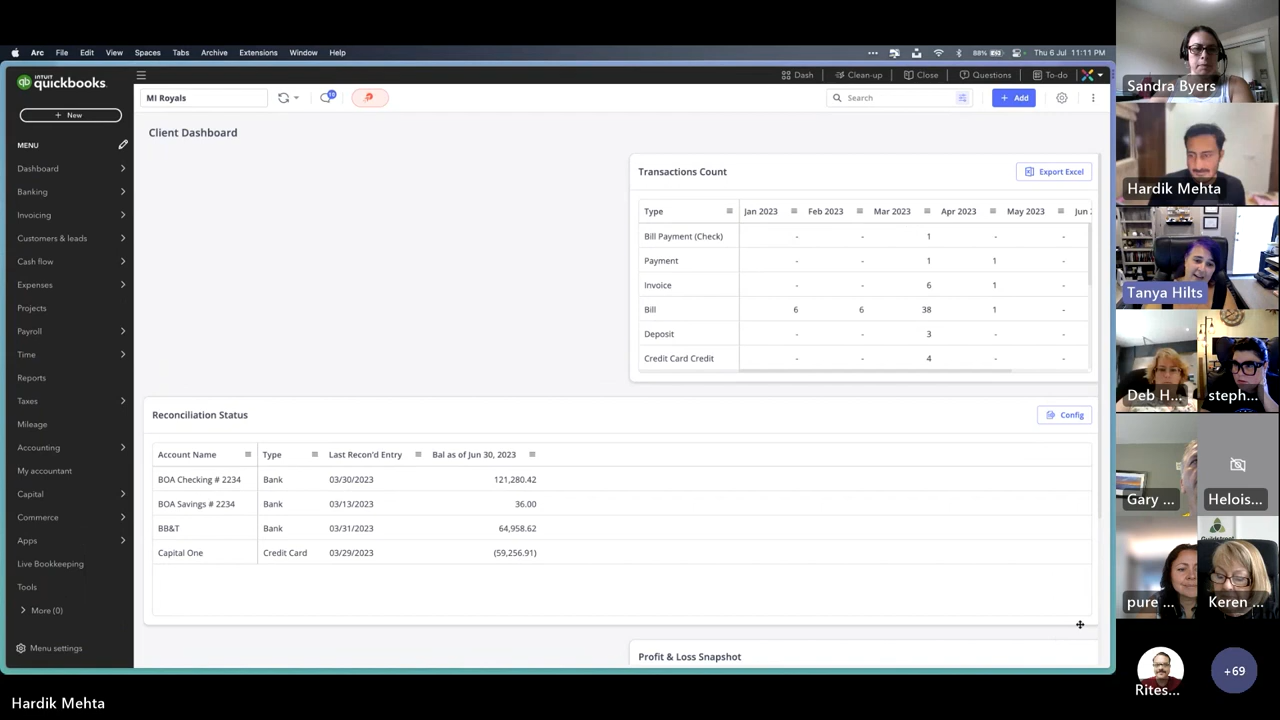 Arc File Edit View Spaces Tabs Archive Extensions Window Help
88% Thu 6 Jul 11:11 PM
INTUIT
quickbooks
Dash Clean-up Close Questions To-do
+ New
MI Royals
Search
+ Add
MENU
Dashboard
Banking
Invoicing
Customers & leads
Cash flow
Expenses
Projects
Payroll
Time
Reports
Taxes
Mileage
Accounting
My accountant
Capital
Commerce
Apps
Live Bookkeeping
Tools
More (0)
Menu settings
Client Dashboard
Transactions Count
Export Excel
Type Jan 2023 Feb 2023 Mar 2023 Apr 2023 May 2023 Jun
Bill Payment (Check) - - 1 - -
Payment - - 1 1 -
Invoice - - 6 1 -
Bill 6 6 38 1 -
Deposit - - 3 - -
Credit Card Credit - - 4 - -
Reconciliation Status
Config
Account Name Type Last Recon'd Entry Bal as of Jun 30, 2023
BOA Checking # 2234 Bank 03/30/2023 121,280.42
BOA Savings # 2234 Bank 03/13/2023 36.00
BB&T Bank 03/31/2023 64,958.62
Capital One Credit Card 03/29/2023 (59,256.91)
Profit & Loss Snapshot
Hardik Mehta
Sandra Byers
Hardik Mehta
Tanya Hilts
Deb H...
steph...
Gary ...
Helois...
pure ...
Keren ...
Rites...
+69